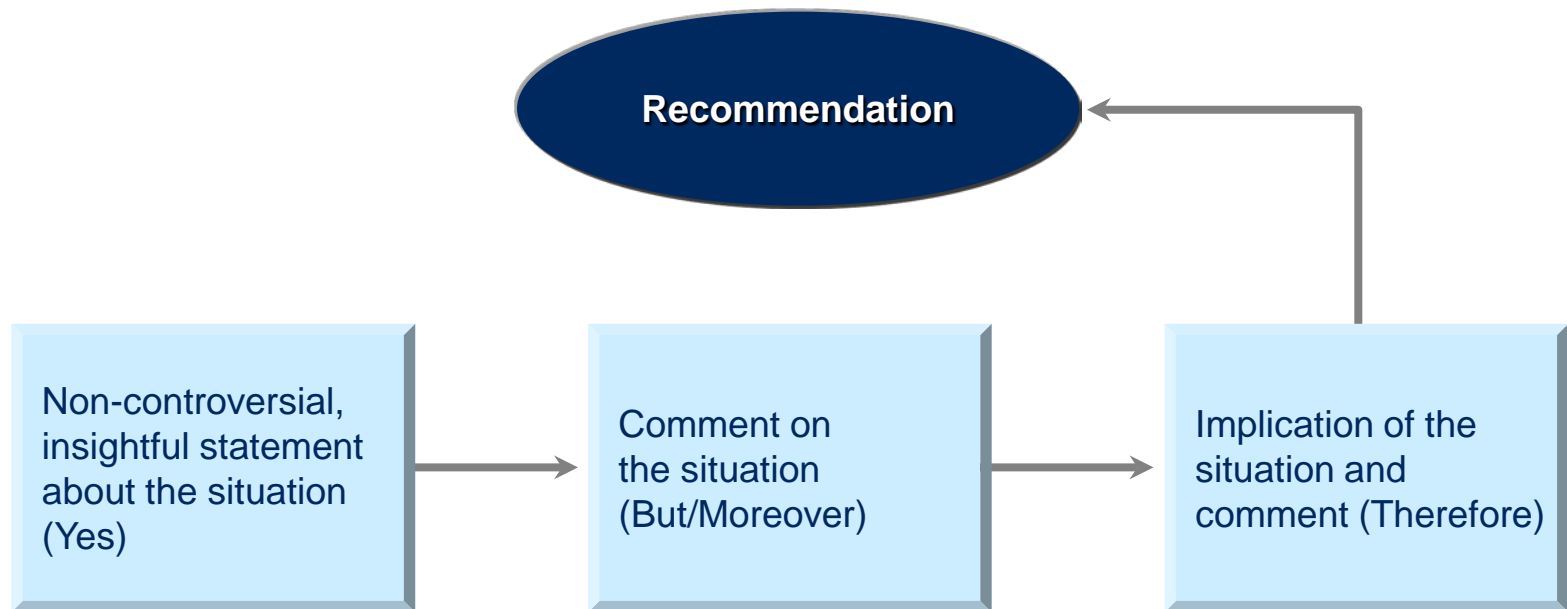 Recommendation
Non-controversial,
insightful statement
about the situation
(Yes)
Comment on
the situation
(But/Moreover)
Implication of the
situation and
comment (Therefore)